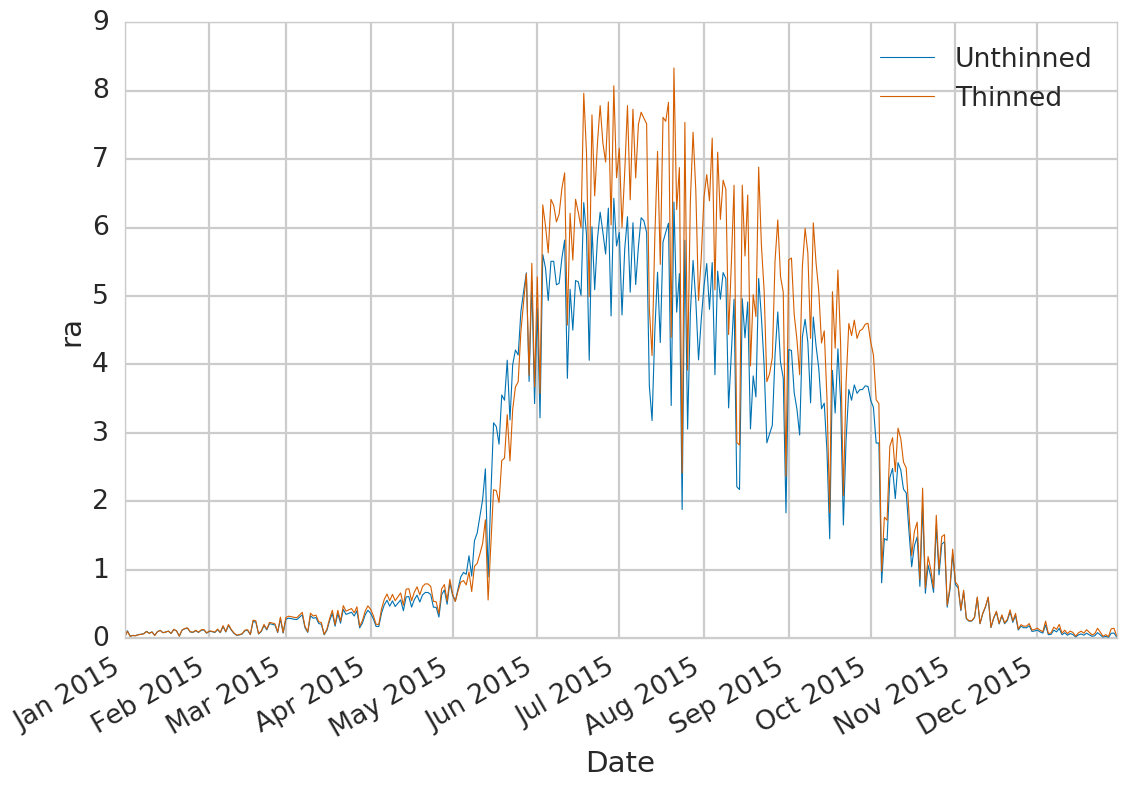 9
8
7
6
5
4
3
2
1
0
ra
Unthinned
Thinned
Jan 2015
Feb 2015
Mar 2015
Apr 2015
May 2015
Jun 2015
Jul 2015
Aug 2015
Sep 2015
Oct 2015
Nov 2015
Dec 2015
Date